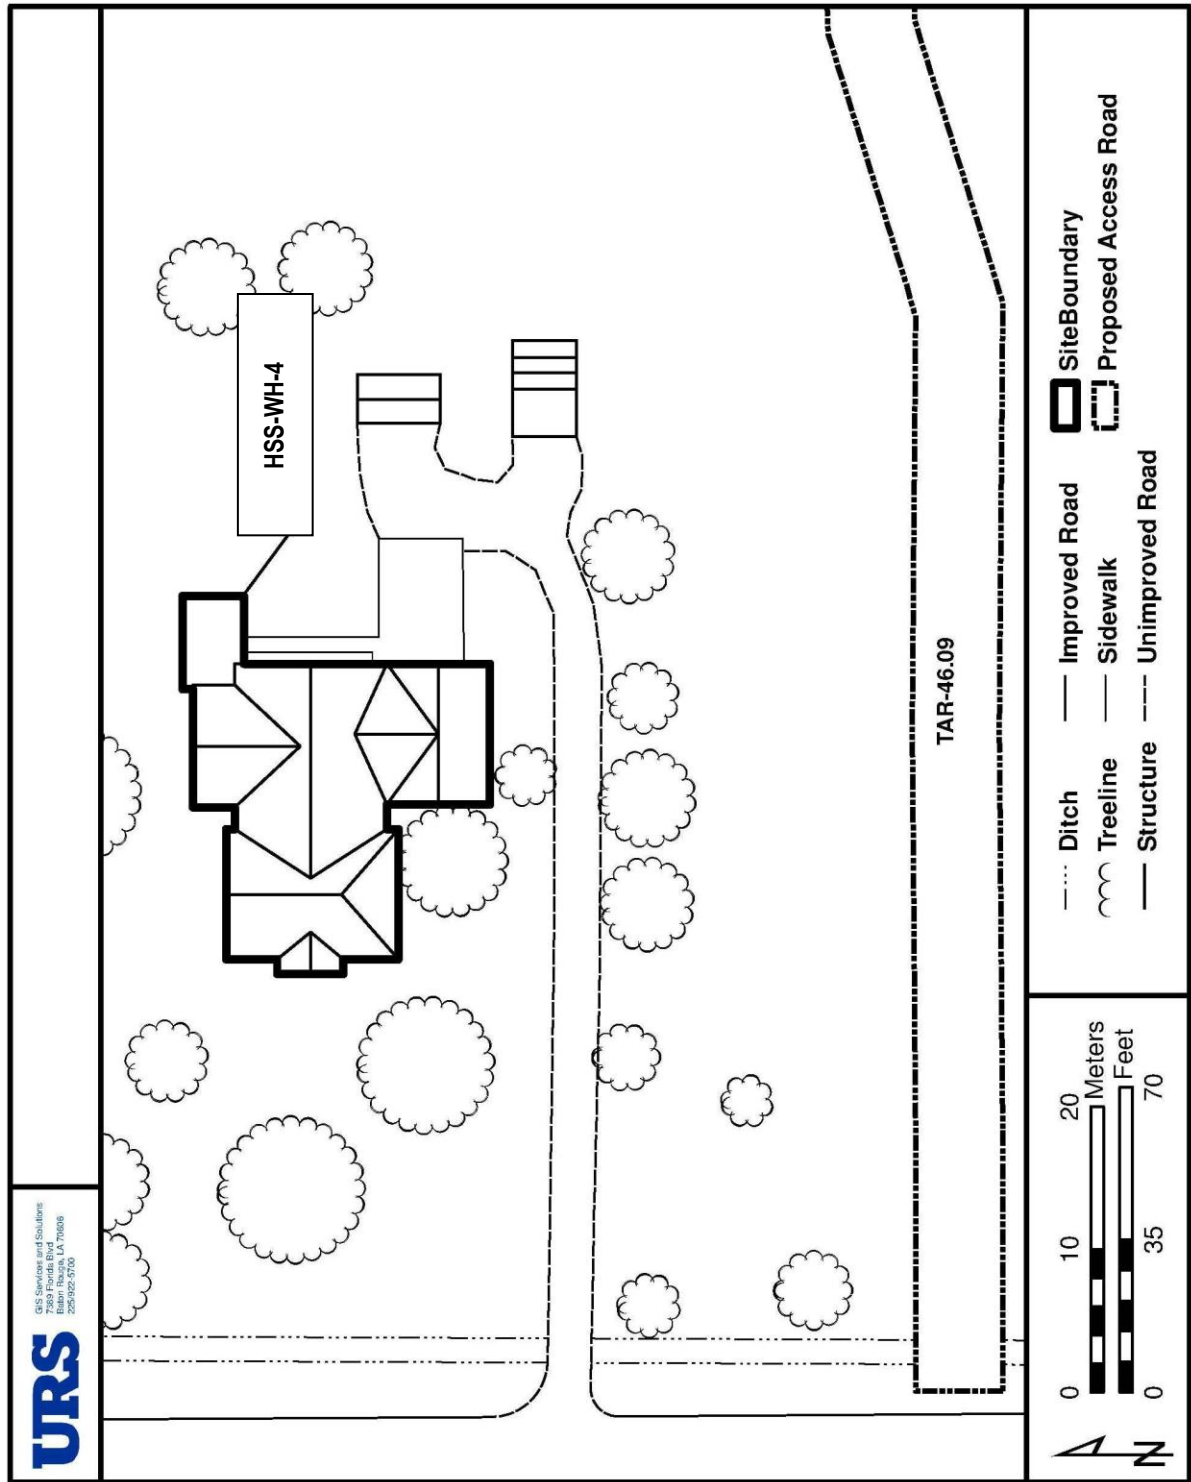 URS
GIS Services and Solutions
7389 Florida Blvd
Baton Rouge, LA 70806
225/922-5700
HSS-WH-4
TAR-46.09
N
0 10 20
Meters
Feet
0 35 70
Ditch
Treeline
Structure
Improved Road
Sidewalk
Unimproved Road
SiteBoundary
Proposed Access Road